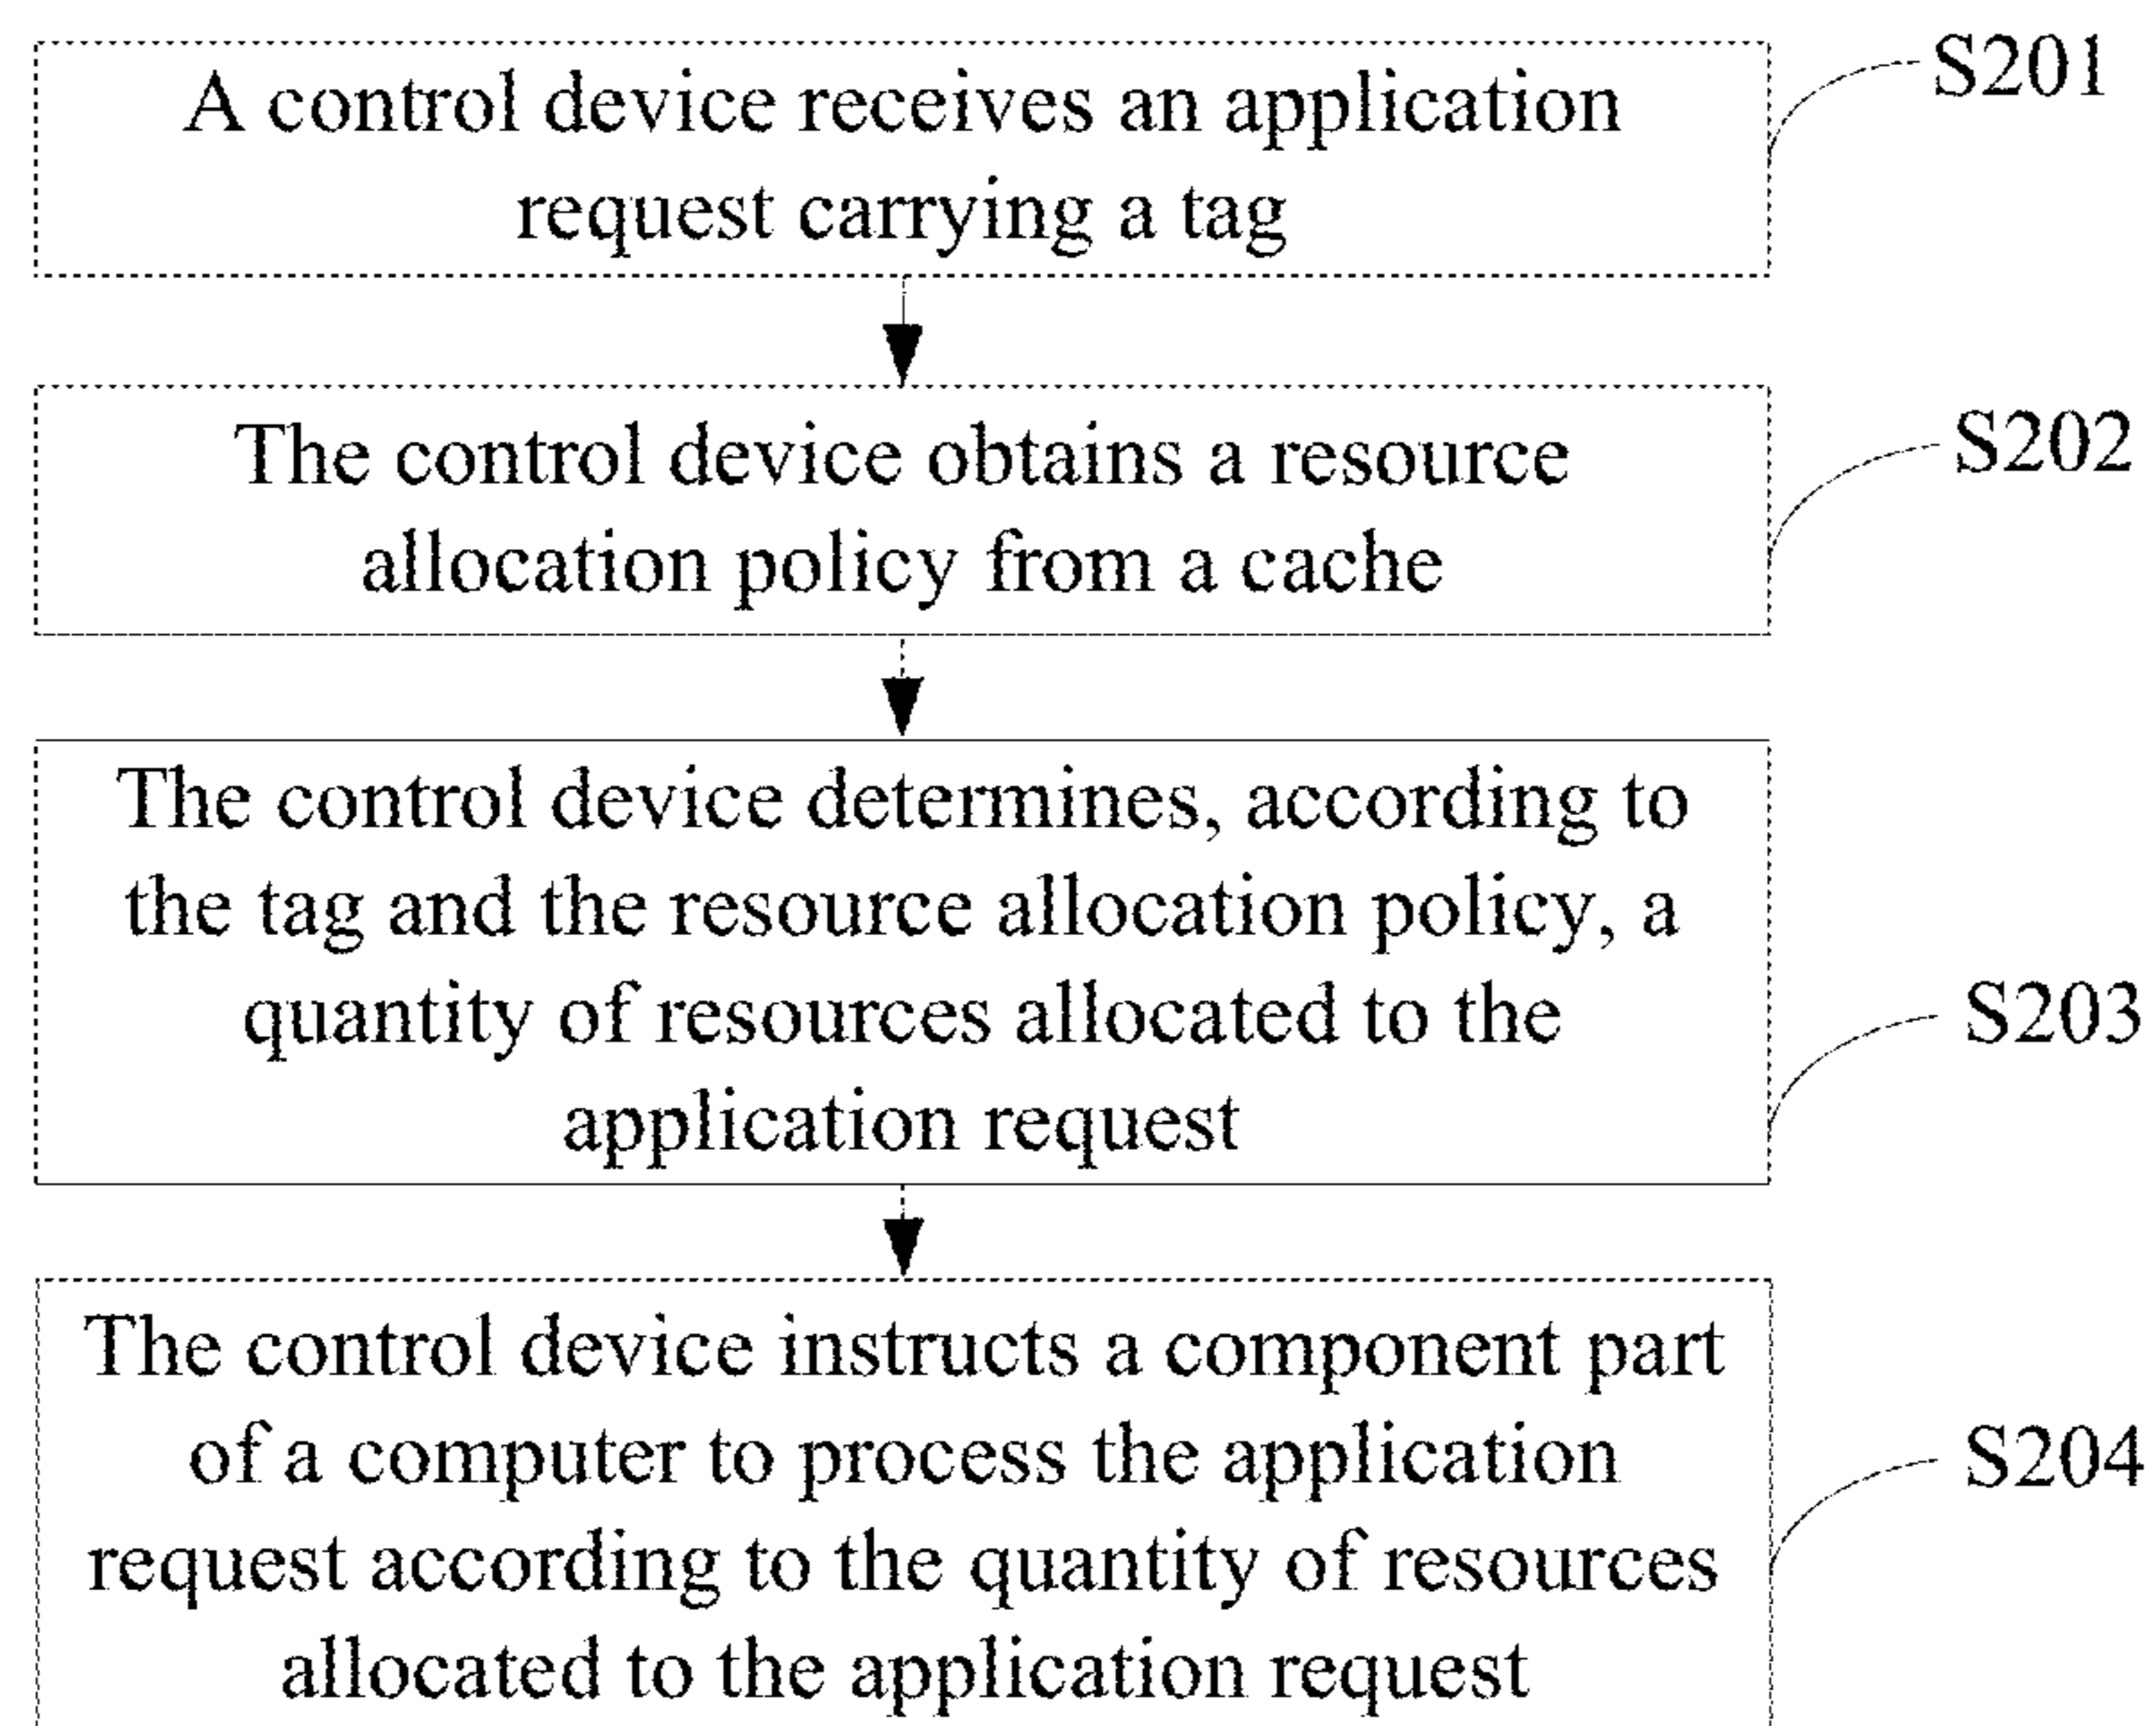 A control device receives an application
request carrying a tag
S201
The control device obtains a resource
allocation policy from a cache
S202
The control device determines, according to
the tag and the resource allocation policy, a
quantity of resources allocated to the
application request
S203
The control device instructs a component part
of a computer to process the application
request according to the quantity of resources
allocated to the application request
S204